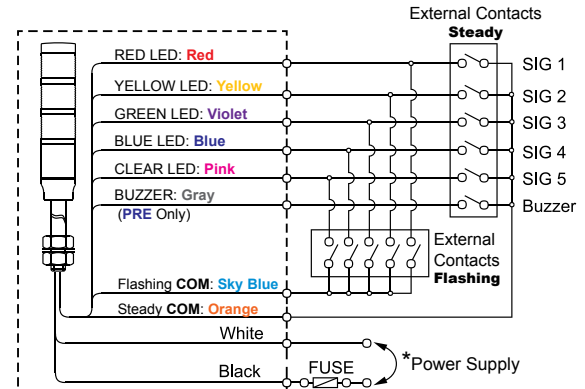 External Contacts
Steady
RED LED: Red
SIG 1
YELLOW LED: Yellow
SIG 2
GREEN LED: Violet
SIG 3
BLUE LED: Blue
SIG 4
CLEAR LED: Pink
SIG 5
BUZZER: Gray
Buzzer
(PRE Only)
External
Contacts
Flashing
Flashing COM: Sky Blue
Steady COM: Orange
White
*Power Supply
Black
FUSE